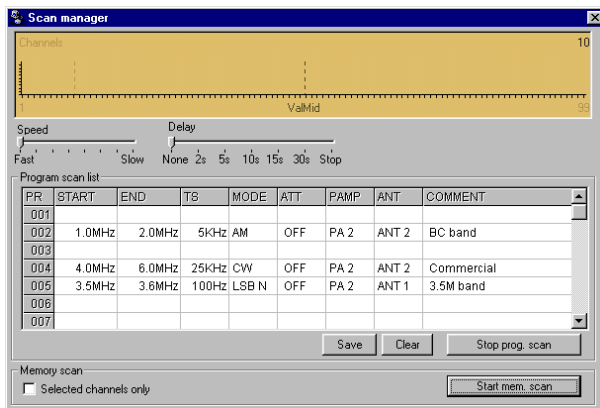 Scan manager
Channels 10
1 ValMid 99
Speed Delay
Fast Slow None 2s 5s 10s 15s 30s Stop
Program scan list
PR START END TS MODE ATT PAMP ANT COMMENT
001
002 1.0MHz 2.0MHz 5KHz AM OFF PA 2 ANT 2 BC band
003
004 4.0MHz 6.0MHz 25KHz CW OFF PA 2 ANT 2 Commercial
005 3.5MHz 3.6MHz 100Hz LSB N OFF PA 2 ANT 1 3.5M band
006
007
Save Clear Stop prog. scan
Memory scan
Selected channels only Start mem. scan